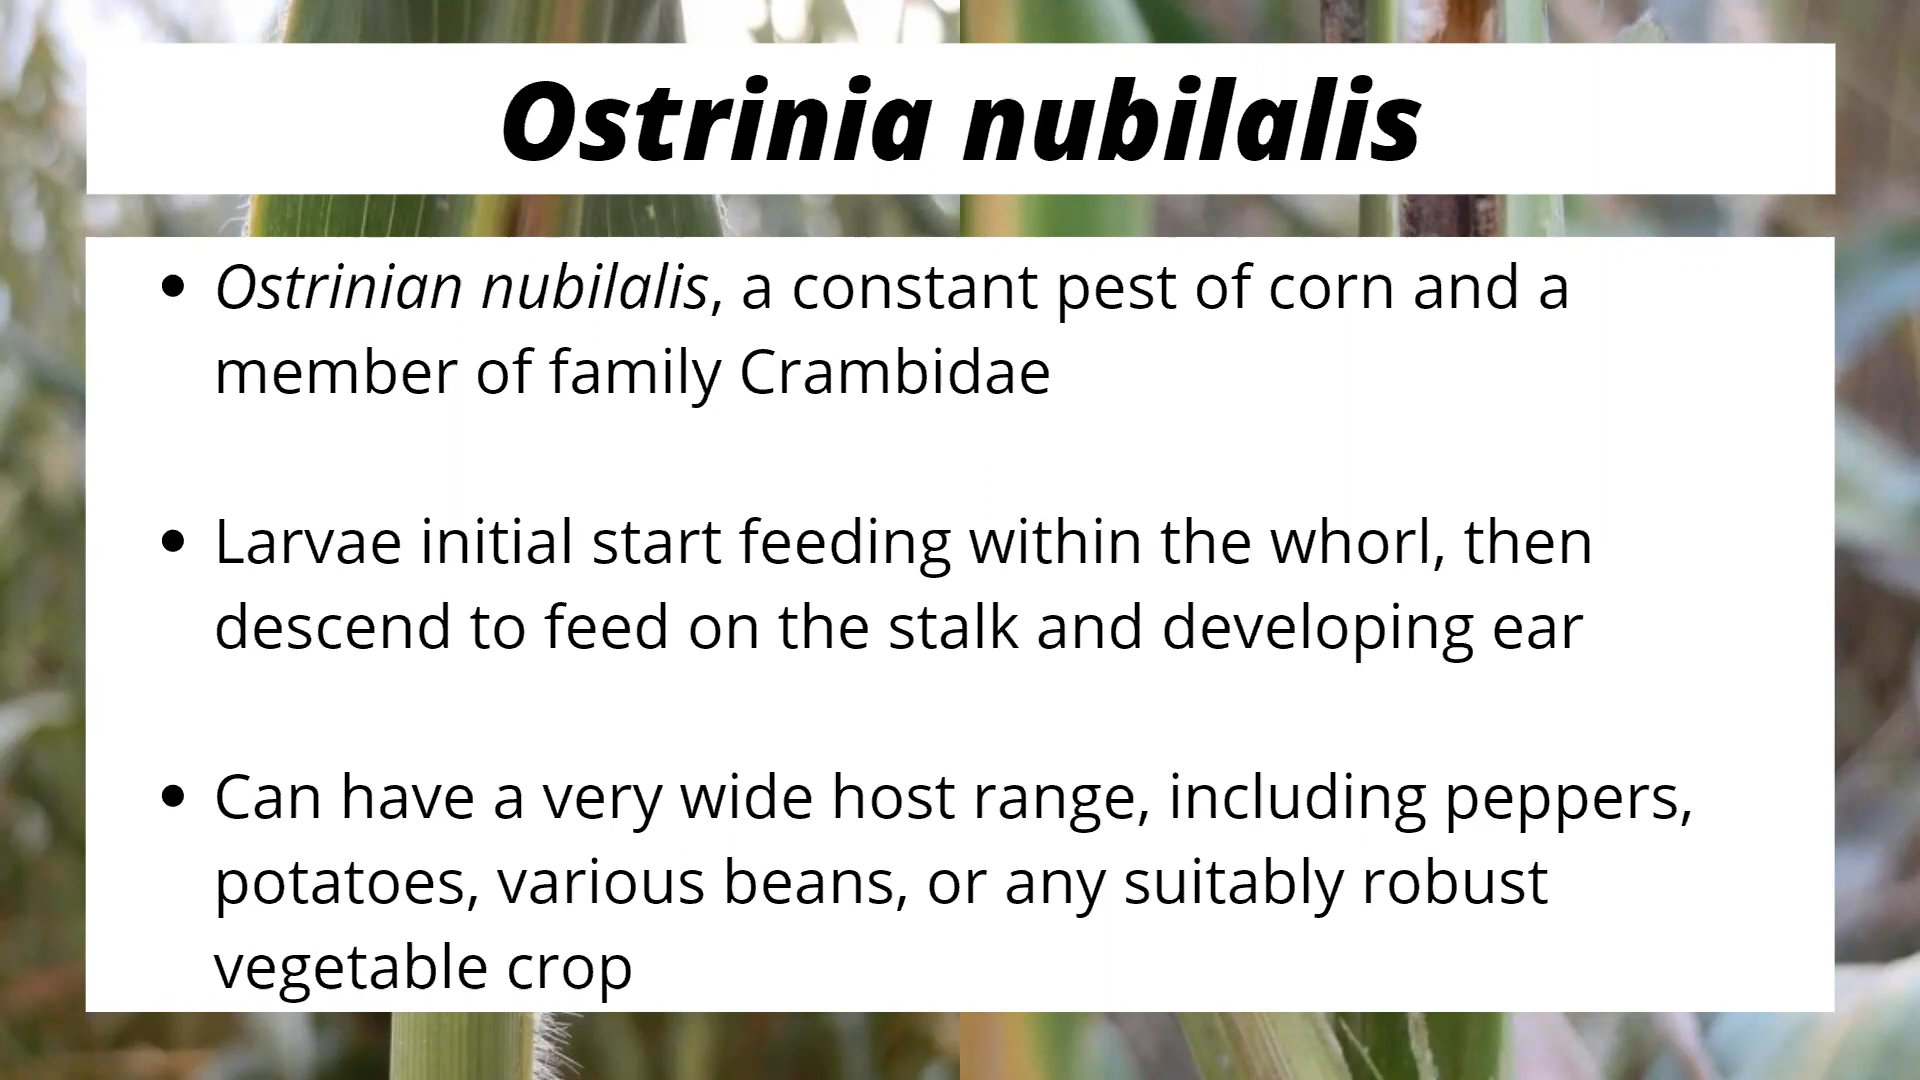 Ostrinia nubilalis
• Ostrinian nubilalis, a constant pest of corn and a
member of family Crambidae
• Larvae initial start feeding within the whorl, then
descend to feed on the stalk and developing ear
• Can have a very wide host range, including peppers,
potatoes, various beans, or any suitably robust
vegetable crop